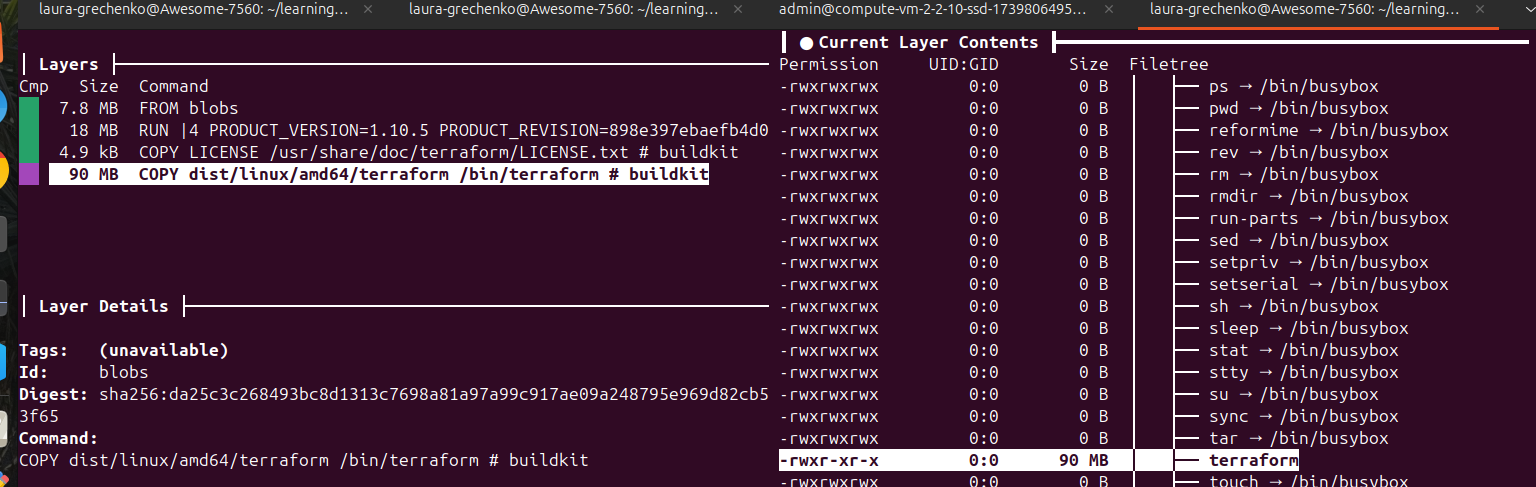 laura-grechenko@Awesome-7560: ~/learning... × laura-grechenko@Awesome-7560: ~/learning... × admin@compute-vm-2-2-10-ssd-1739806495... × laura-grechenko@Awesome-7560: ~/learning... ×
Layers
Cmp Size Command
7.8 MB FROM blobs
18 MB RUN |4 PRODUCT_VERSION=1.10.5 PRODUCT_REVISION=898e397ebaefb4d0
4.9 kB COPY LICENSE /usr/share/doc/terraform/LICENSE.txt # buildkit
90 MB COPY dist/linux/amd64/terraform /bin/terraform # buildkit
Layer Details
Tags: (unavailable)
Id: blobs
Digest: sha256:da25c3c268493bc8d1313c7698a81a97a99c917ae09a248795e969d82cb5
3f65
Command:
COPY dist/linux/amd64/terraform /bin/terraform # buildkit
● Current Layer Contents
Permission UID:GID Size Filetree
-rwxrwxrwx 0:0 0 B ├── ps → /bin/busybox
-rwxrwxrwx 0:0 0 B ├── pwd → /bin/busybox
-rwxrwxrwx 0:0 0 B ├── reformime → /bin/busybox
-rwxrwxrwx 0:0 0 B ├── rev → /bin/busybox
-rwxrwxrwx 0:0 0 B ├── rm → /bin/busybox
-rwxrwxrwx 0:0 0 B ├── rmdir → /bin/busybox
-rwxrwxrwx 0:0 0 B ├── run-parts → /bin/busybox
-rwxrwxrwx 0:0 0 B ├── sed → /bin/busybox
-rwxrwxrwx 0:0 0 B ├── setpriv → /bin/busybox
-rwxrwxrwx 0:0 0 B ├── setserial → /bin/busybox
-rwxrwxrwx 0:0 0 B ├── sh → /bin/busybox
-rwxrwxrwx 0:0 0 B ├── sleep → /bin/busybox
-rwxrwxrwx 0:0 0 B ├── stat → /bin/busybox
-rwxrwxrwx 0:0 0 B ├── stty → /bin/busybox
-rwxrwxrwx 0:0 0 B ├── su → /bin/busybox
-rwxrwxrwx 0:0 0 B ├── sync → /bin/busybox
-rwxrwxrwx 0:0 0 B ├── tar → /bin/busybox
-rwxr-xr-x 0:0 90 MB ├── terraform
-rwxrwxrwx 0:0 0 B ├── touch → /bin/busybox